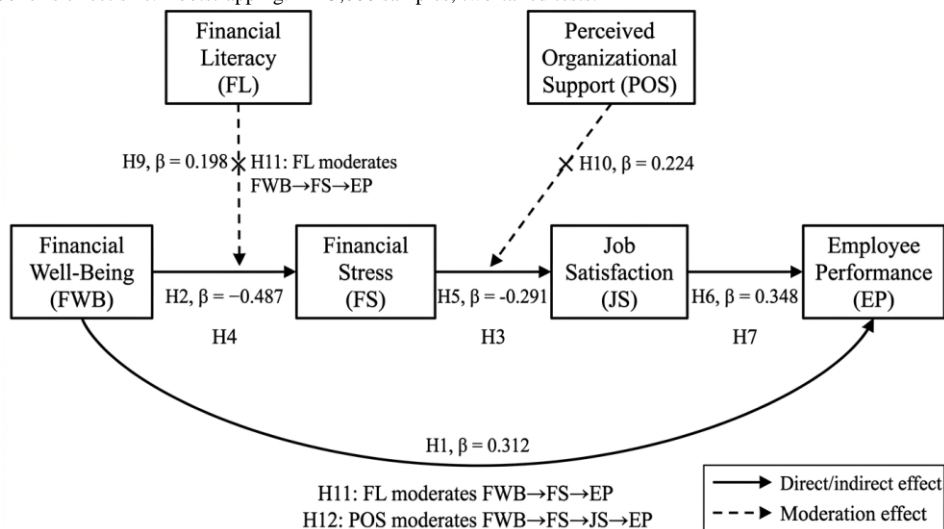 Financial
Literacy
(FL)
Perceived
Organizational
Support (POS)
H9, β = 0.198
H11: FL moderates
FWB→FS→EP
H10, β = 0.224
Financial
Well-Being
(FWB)
Financial
Stress
(FS)
Job
Satisfaction
(JS)
Employee
Performance
(EP)
H2, β = −0.487
H5, β = -0.291
H6, β = 0.348
H4
H3
H7
H1, β = 0.312
H11: FL moderates FWB→FS→EP
H12: POS moderates FWB→FS→JS→EP
Direct/indirect effect
Moderation effect